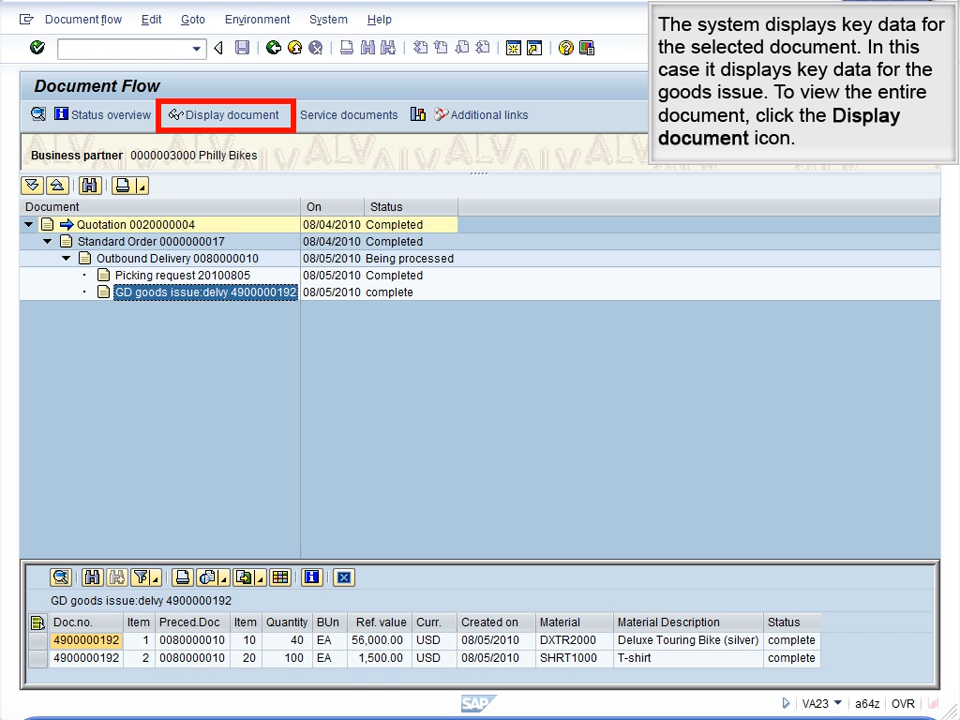 Document flow Edit Goto Environment System Help
The system displays key data for
the selected document. In this
case it displays key data for the
goods issue. To view the entire
document, click the Display
document icon.
Document Flow
Status overview Display document Service documents Additional links
Business partner 0000003000 Philly Bikes
Document On Status
Quotation 0020000004 08/04/2010 Completed
Standard Order 0000000017 08/04/2010 Completed
Outbound Delivery 0080000010 08/05/2010 Being processed
Picking request 20100805 08/05/2010 Completed
GD goods issue:delvy 4900000192 08/05/2010 complete
GD goods issue:delvy 4900000192
Doc.no. Item Preced.Doc Item Quantity BUn Ref. value Curr. Created on Material Material Description Status
4900000192 1 0080000010 10 40 EA 56,000.00 USD 08/05/2010 DXTR2000 Deluxe Touring Bike (silver) complete
4900000192 2 0080000010 20 100 EA 1,500.00 USD 08/05/2010 SHRT1000 T-shirt complete
SAP VA23 a64z OVR